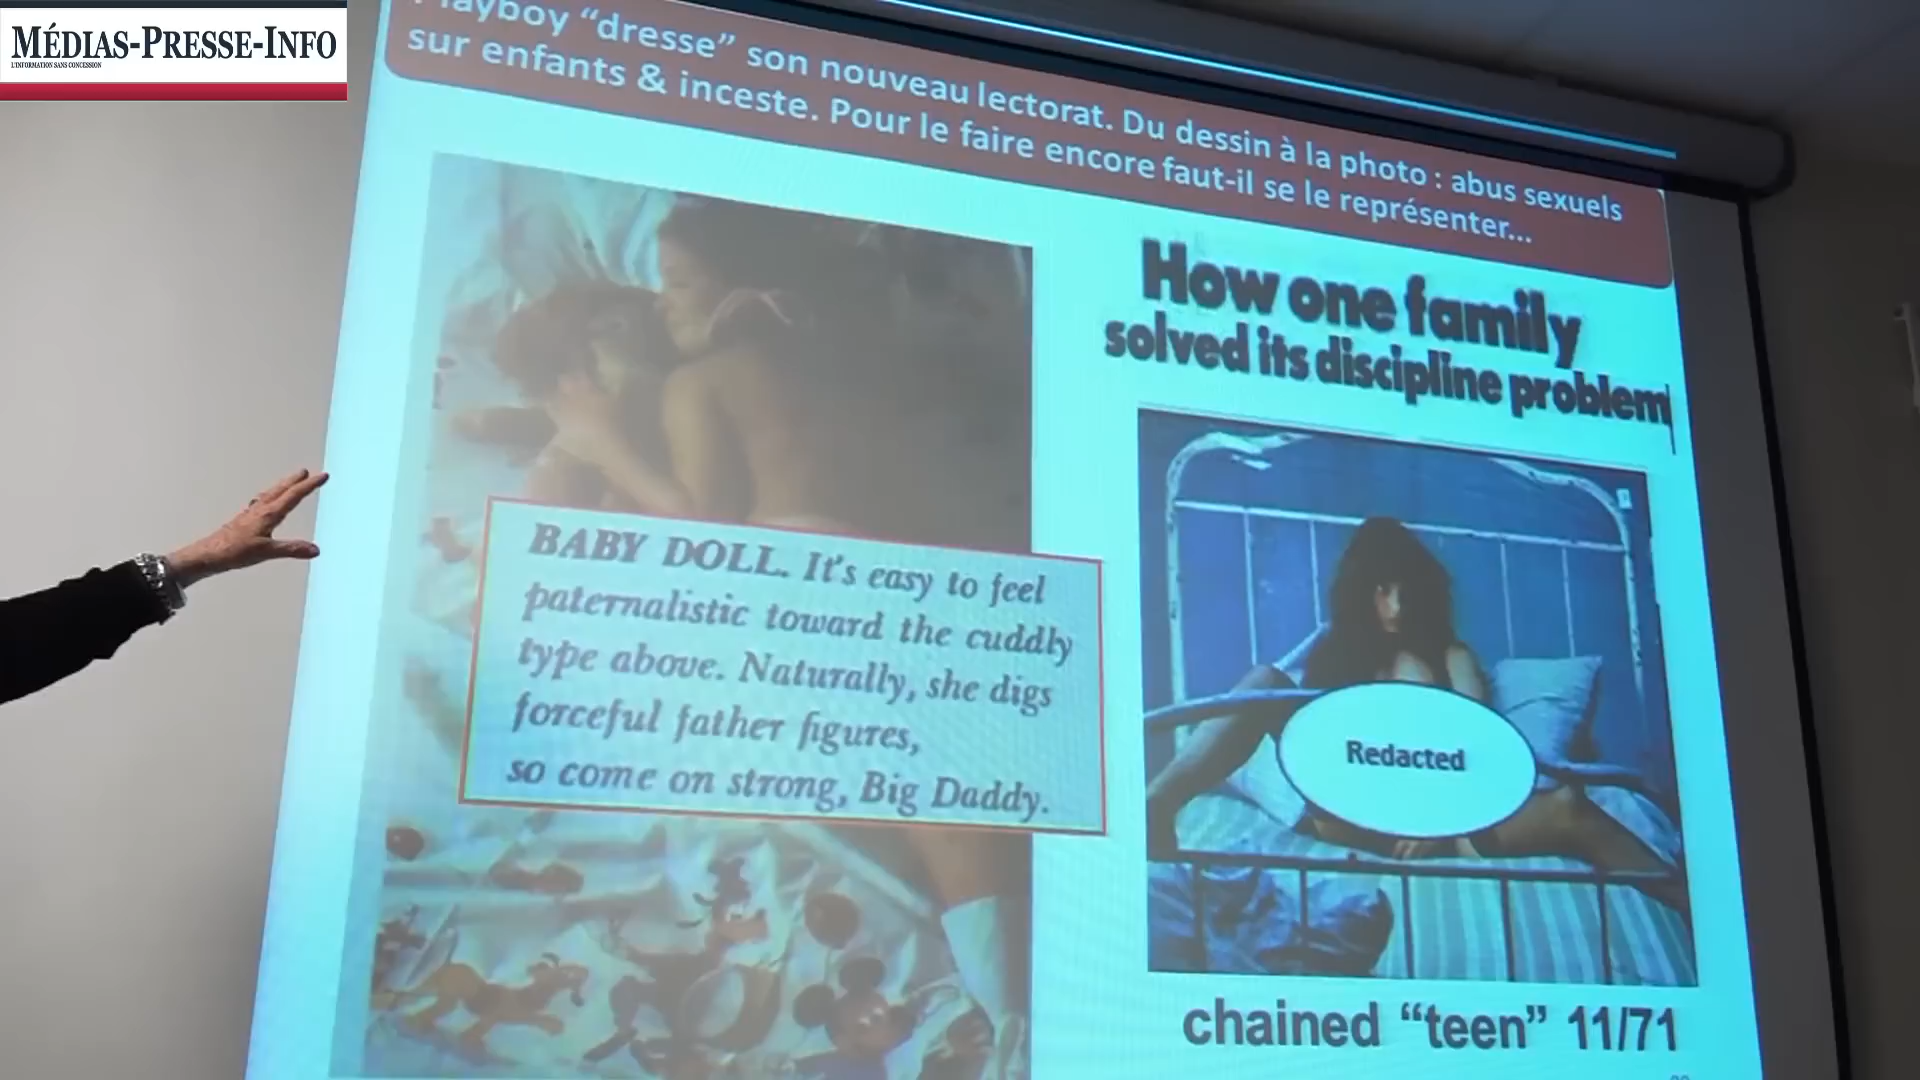 MÉDIAS-PRESSE-INFO
L'INFORMATION SANS CONCESSION
Playboy “dresse” son nouveau lectorat. Du dessin à la photo : abus sexuels
sur enfants & inceste. Pour le faire encore faut-il se le représenter...
How one family
solved its discipline problem
BABY DOLL. It's easy to feel
paternalistic toward the cuddly
type above. Naturally, she digs
forceful father figures,
so come on strong, Big Daddy.
Redacted
chained “teen” 11/71